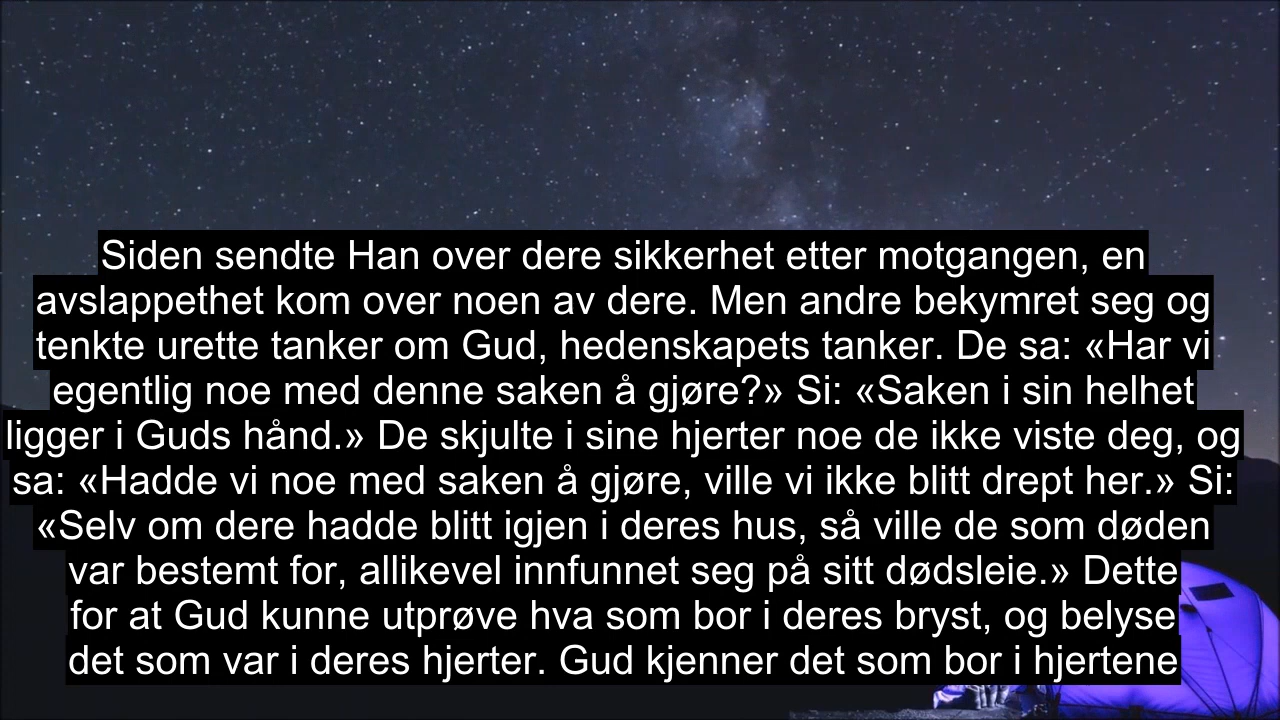 Siden sendte Han over dere sikkerhet etter motgangen, en
avslappethet kom over noen av dere. Men andre bekymret seg og
tenkte urette tanker om Gud, hedenskapets tanker. De sa: «Har vi
egentlig noe med denne saken å gjøre?» Si: «Saken i sin helhet
ligger i Guds hånd.» De skjulte i sine hjerter noe de ikke viste deg, og
sa: «Hadde vi noe med saken å gjøre, ville vi ikke blitt drept her.» Si:
«Selv om dere hadde blitt igjen i deres hus, så ville de som døden
var bestemt for, allikevel innfunnet seg på sitt dødsleie.» Dette
for at Gud kunne utprøve hva som bor i deres bryst, og belyse
det som var i deres hjerter. Gud kjenner det som bor i hjertene